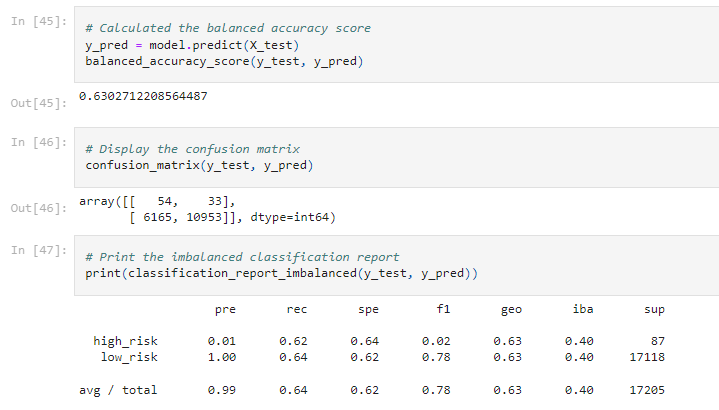 In [45]:
# Calculated the balanced accuracy score
y_pred = model.predict(X_test)
balanced_accuracy_score(y_test, y_pred)
Out[45]: 0.6302712208564487
In [46]:
# Display the confusion matrix
confusion_matrix(y_test, y_pred)
Out[46]: array([[   54,    33],
       [ 6165, 10953]], dtype=int64)
In [47]:
# Print the imbalanced classification report
print(classification_report_imbalanced(y_test, y_pred))
pre rec spe f1 geo iba sup
high_risk 0.01 0.62 0.64 0.02 0.63 0.40 87
low_risk 1.00 0.64 0.62 0.78 0.63 0.40 17118
avg / total 0.99 0.64 0.62 0.78 0.63 0.40 17205